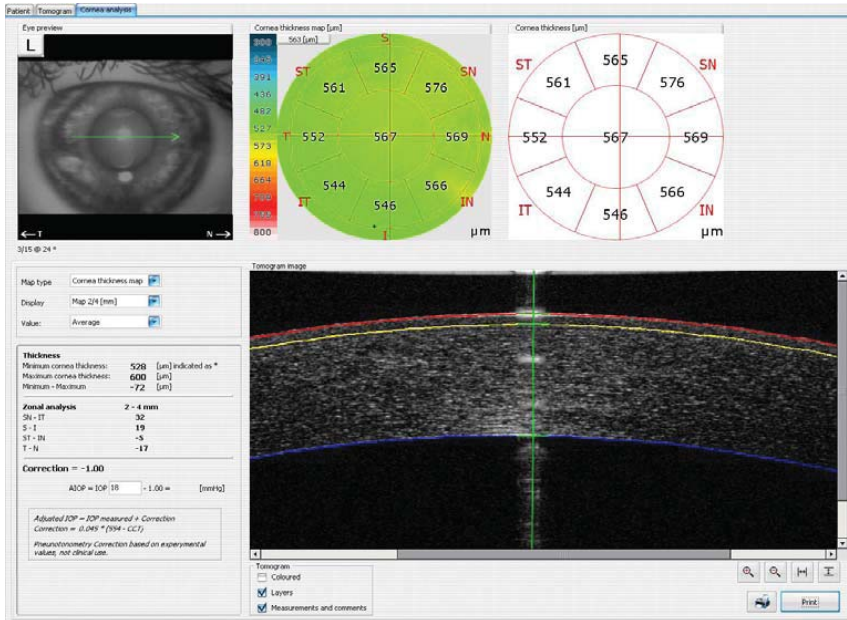 Patient Tomogram Cornea analysis
Eye preview
L
← T N →
3/15 @ 24 °
Cornea thickness map [µm]
563 [µm]
300
345
391
436
482
527
573
618
664
709
755
800
S
ST SN
565
561 576
T 552 567 569 N
544 566
546
IT IN
I
µm
Cornea thickness [µm]
ST SN
565
561 576
552 567 569
544 566
546
IT IN
µm
Map type Cornea thickness map
Display Map 2/4 [mm]
Value: Average
Thickness
Minimum cornea thickness: 528 [µm] indicated as *
Maximum cornea thickness: 600 [µm]
Minimum - Maximum -72 [µm]
Zonal analysis 2 - 4 mm
SN - IT 32
S - I 19
ST - IN -5
T - N -17
Correction = -1.00
AIOP = IOP 18 - 1.00 = [mmHg]
Adjusted IOP = IOP measured + Correction
Correction = 0.045 * (554 - CCT)
Pneunotonometry Correction based on experymental
values, not clinical use.
Tomogram image
Tomogram
Coloured
Layers
Measurements and comments
Print